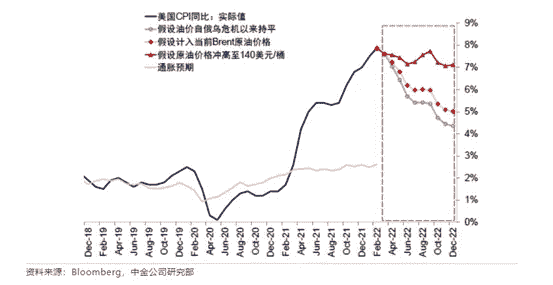 美国CPI同比：实际值
假设油价自俄乌危机以来持平
假设计入当前Brent原油价格
假设原油价格冲高至140美元/桶
通胀预期
9%
8%
7%
6%
5%
4%
3%
2%
1%
0%
Dec-18
Feb-19
Apr-19
Jun-19
Aug-19
Oct-19
Dec-19
Feb-20
Apr-20
Jun-20
Aug-20
Oct-20
Dec-20
Feb-21
Apr-21
Jun-21
Aug-21
Oct-21
Dec-21
Feb-22
Apr-22
Jun-22
Aug-22
Oct-22
Dec-22
资料来源：Bloomberg，中金公司研究部